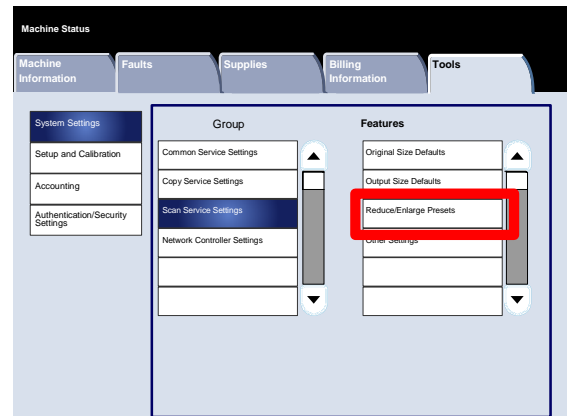 Machine Status
Machine
Information
Faults
Supplies
Billing
Information
Tools
System Settings
Setup and Calibration
Accounting
Authentication/Security
Settings
Group
Common Service Settings
Copy Service Settings
Scan Service Settings
Network Controller Settings
Features
Original Size Defaults
Output Size Defaults
Reduce/Enlarge Presets
Other Settings